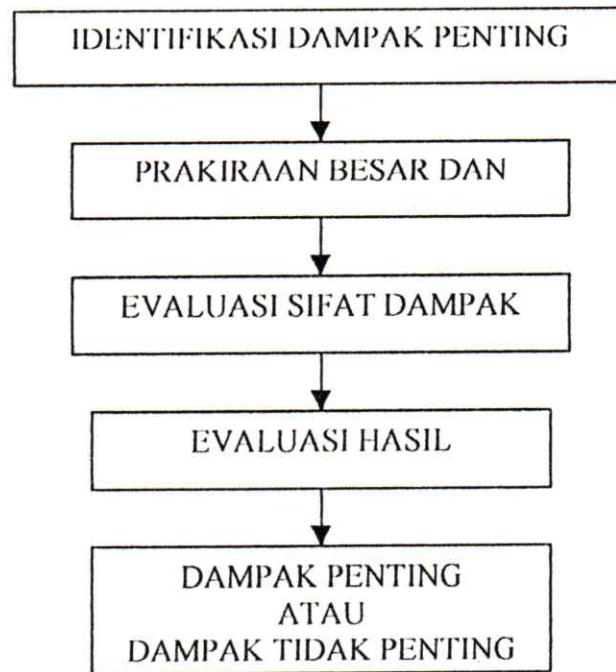 IDENTIFIKASI DAMPAK PENTING
PRAKIRAAN BESAR DAN
EVALUASI SIFAT DAMPAK
EVALUASI HASIL
DAMPAK PENTING
ATAU
DAMPAK TIDAK PENTING